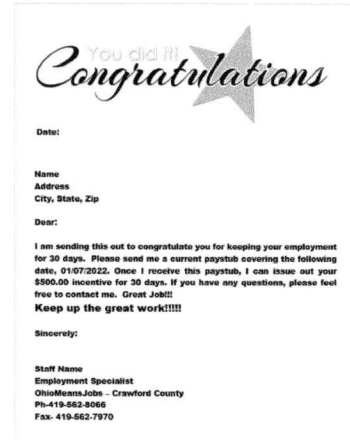 You did it!
Congratulations
Date:
Name
Address
City, State, Zip
Dear:
I am sending this out to congratulate you for keeping your employment
for 30 days. Please send me a current paystub covering the following
date, 01/07/2022. Once I receive this paystub, I can issue out your
$500.00 incentive for 30 days. If you have any questions, please feel
free to contact me. Great Job!!!
Keep up the great work!!!!!
Sincerely:
Staff Name
Employment Specialist
OhioMeansJobs – Crawford County
Ph-419-562-8066
Fax- 419-562-7970